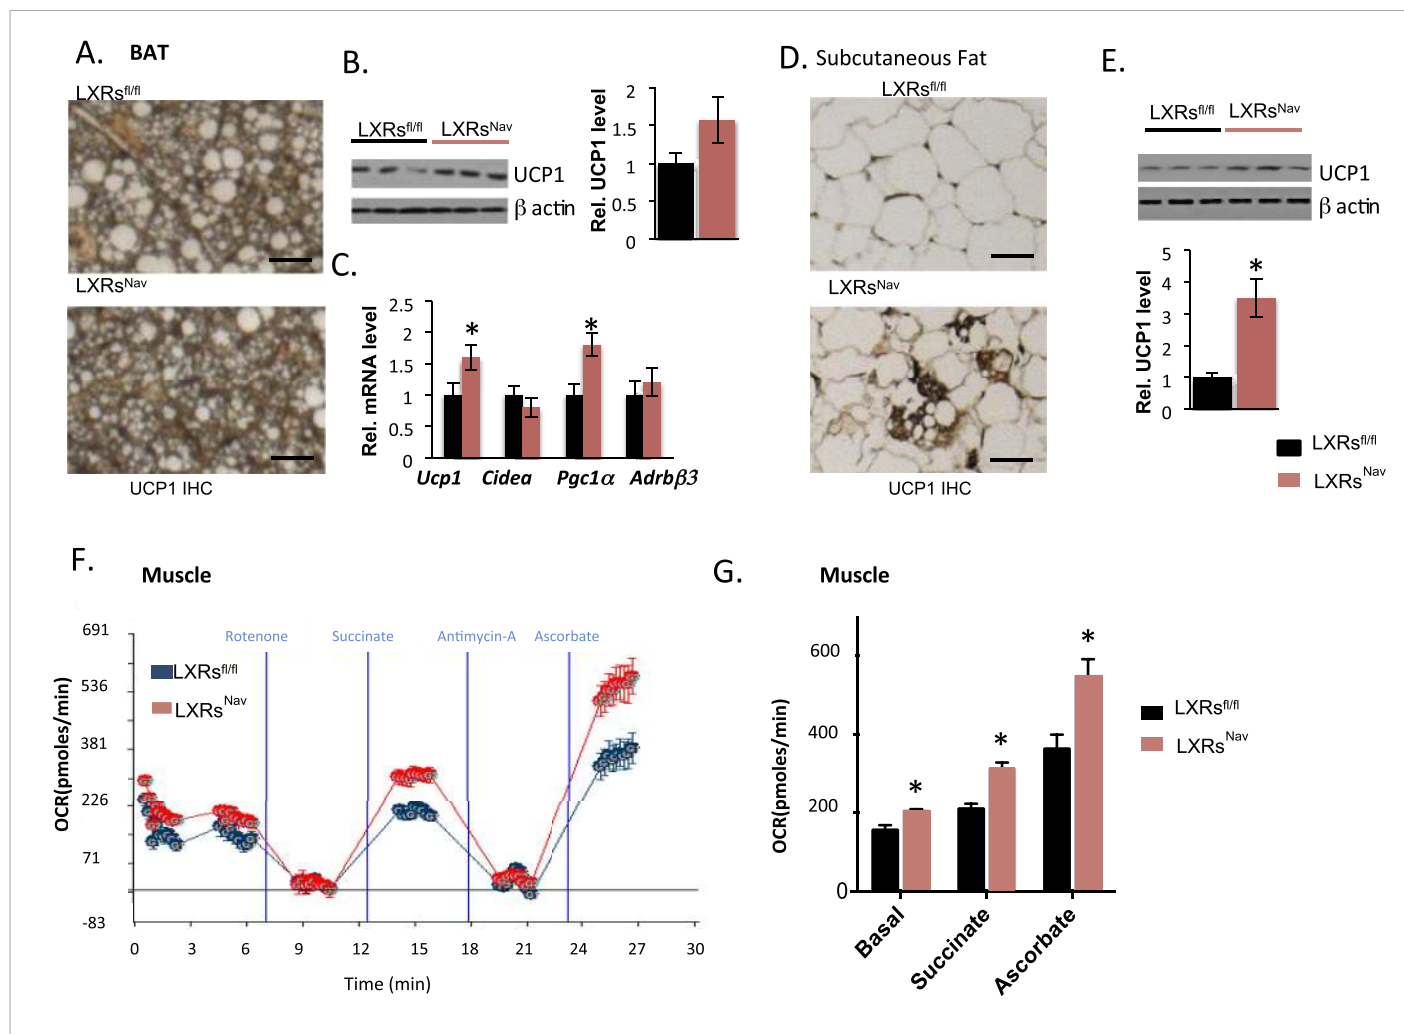 A. BAT
LXRsfl/fl
LXRsNav
UCP1 IHC
B.
LXRsfl/fl LXRsNav
UCP1
β actin
Rel. UCP1 level
2
1.5
1
0.5
0
C.
Rel. mRNA level
2.5
2
1.5
1
0.5
0
*
*
Ucp1 Cidea Pgc1α Adrbβ3
D. Subcutaneous Fat
LXRsfl/fl
LXRsNav
UCP1 IHC
E.
LXRsfl/fl LXRsNav
UCP1
β actin
Rel. UCP1 level
5
4
3
2
1
0
*
LXRsfl/fl
LXRsNav
F. Muscle
OCR(pmoles/min)
691
536
381
226
71
-83
Rotenone Succinate Antimycin-A Ascorbate
LXRsfl/fl
LXRsNav
0 3 6 9 12 15 18 21 24 27 30
Time (min)
G. Muscle
OCR(pmoles/min)
600
400
200
0
*
*
*
Basal
Succinate
Ascorbate
LXRsfl/fl
LXRsNav